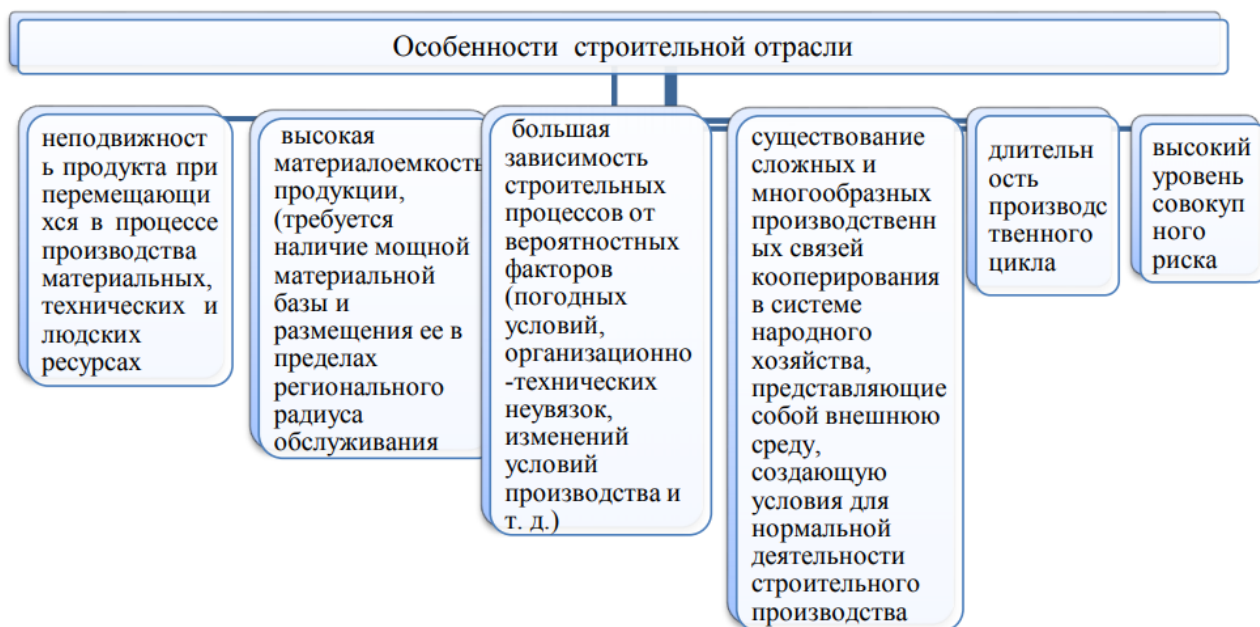 Особенности строительной отрасли
неподвижност
ь продукта при
перемещающи
хся в процессе
производства
материальных,
технических и
людских
ресурсах
высокая
материалоемкость
продукции,
(требуется
наличие мощной
материальной
базы и
размещения ее в
пределах
регионального
радиуса
обслуживания
большая
зависимость
строительных
процессов от
вероятностных
факторов
(погодных
условий,
организационно
-технических
неувязок,
изменений
условий
производства и
т. д.)
существование
сложных и
многообразных
производственн
ых связей
кооперирования
в системе
народного
хозяйства,
представляющие
собой внешнюю
среду,
создающую
условия для
нормальной
деятельности
строительного
производства
длительн
ость
производс
твенного
цикла
высокий
уровень
совокуп
ного
риска